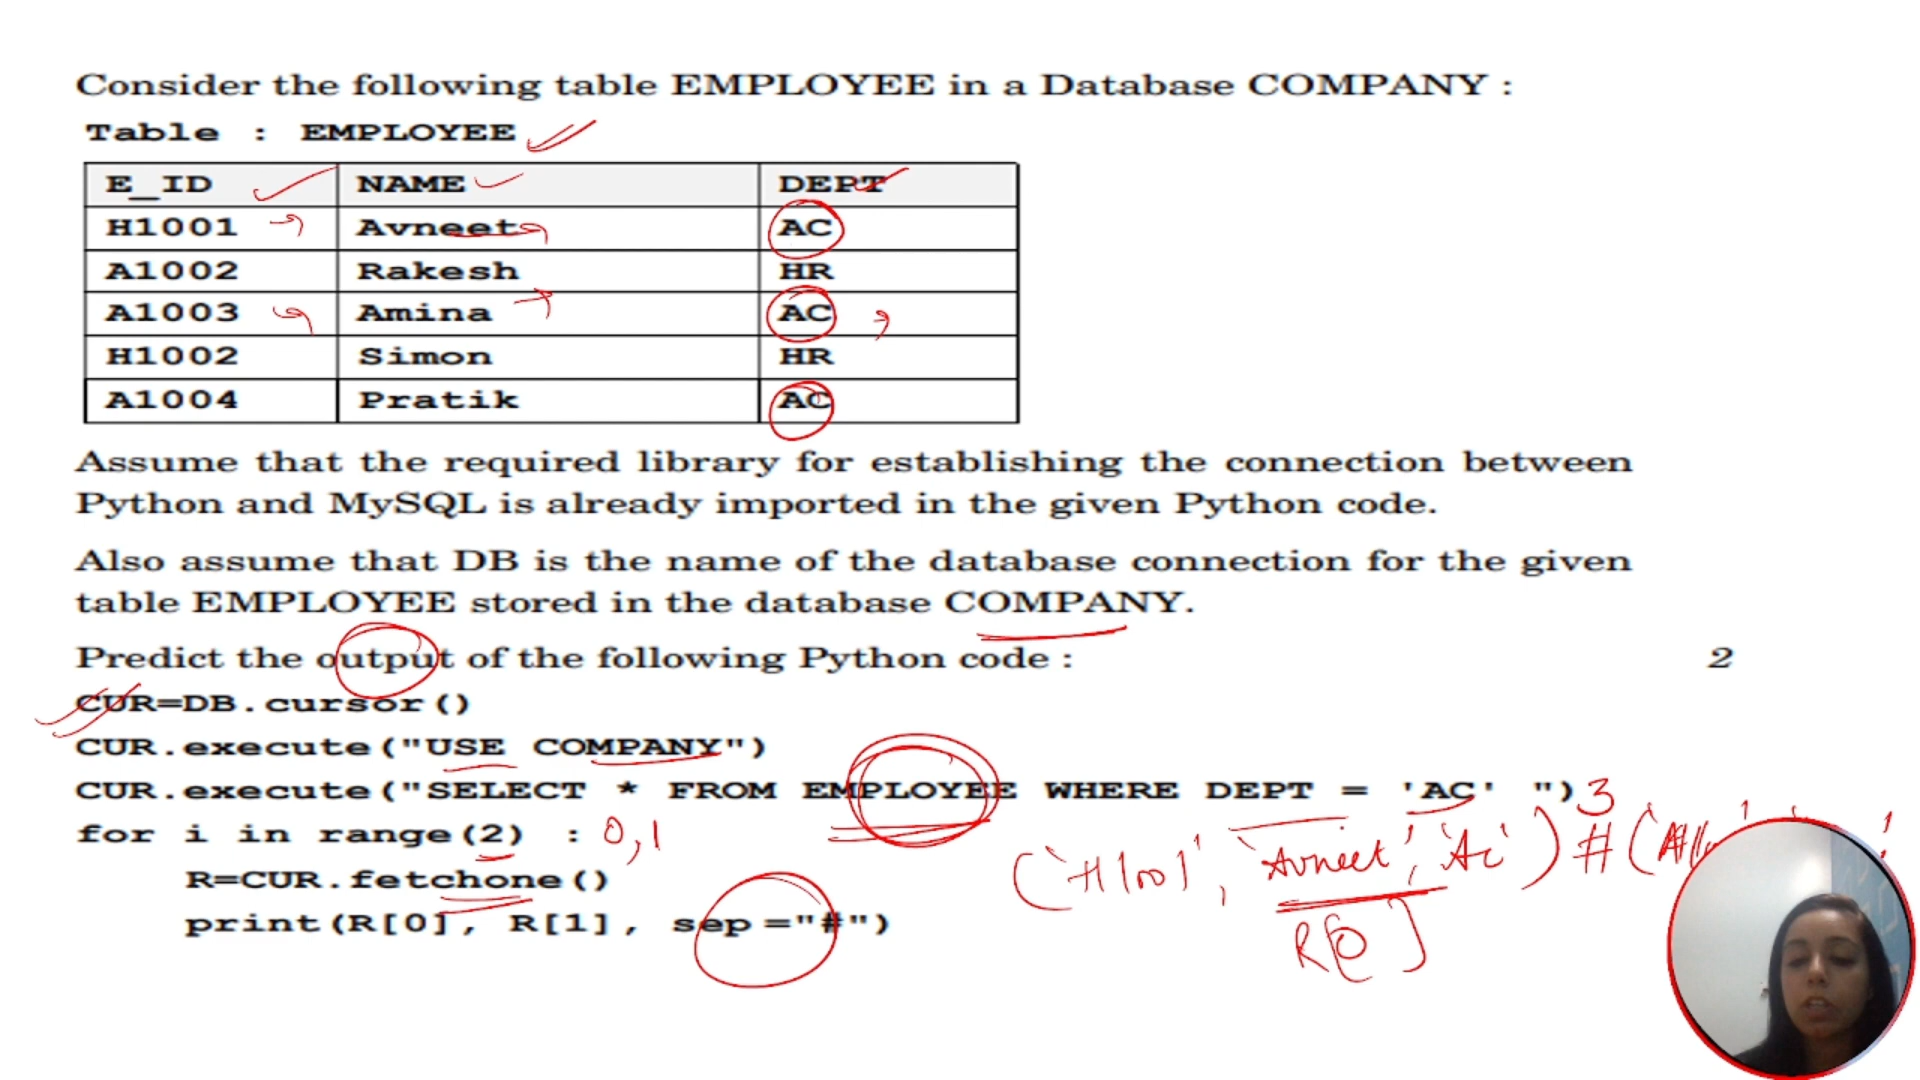 Consider the following table EMPLOYEE in a Database COMPANY :
Table : EMPLOYEE
E_ID NAME DEPT
H1001 Avneet AC
A1002 Rakesh HR
A1003 Amina AC
H1002 Simon HR
A1004 Pratik AC
Assume that the required library for establishing the connection between
Python and MySQL is already imported in the given Python code.
Also assume that DB is the name of the database connection for the given
table EMPLOYEE stored in the database COMPANY.
Predict the output of the following Python code : 2
CUR=DB.cursor()
CUR.execute("USE COMPANY")
CUR.execute("SELECT * FROM EMPLOYEE WHERE DEPT = 'AC' ") 3
for i in range(2) : 0,1
('H1001', 'Avneet', 'Ac') # (
R=CUR.fetchone()
print(R[0], R[1], sep ="#")
R[0]